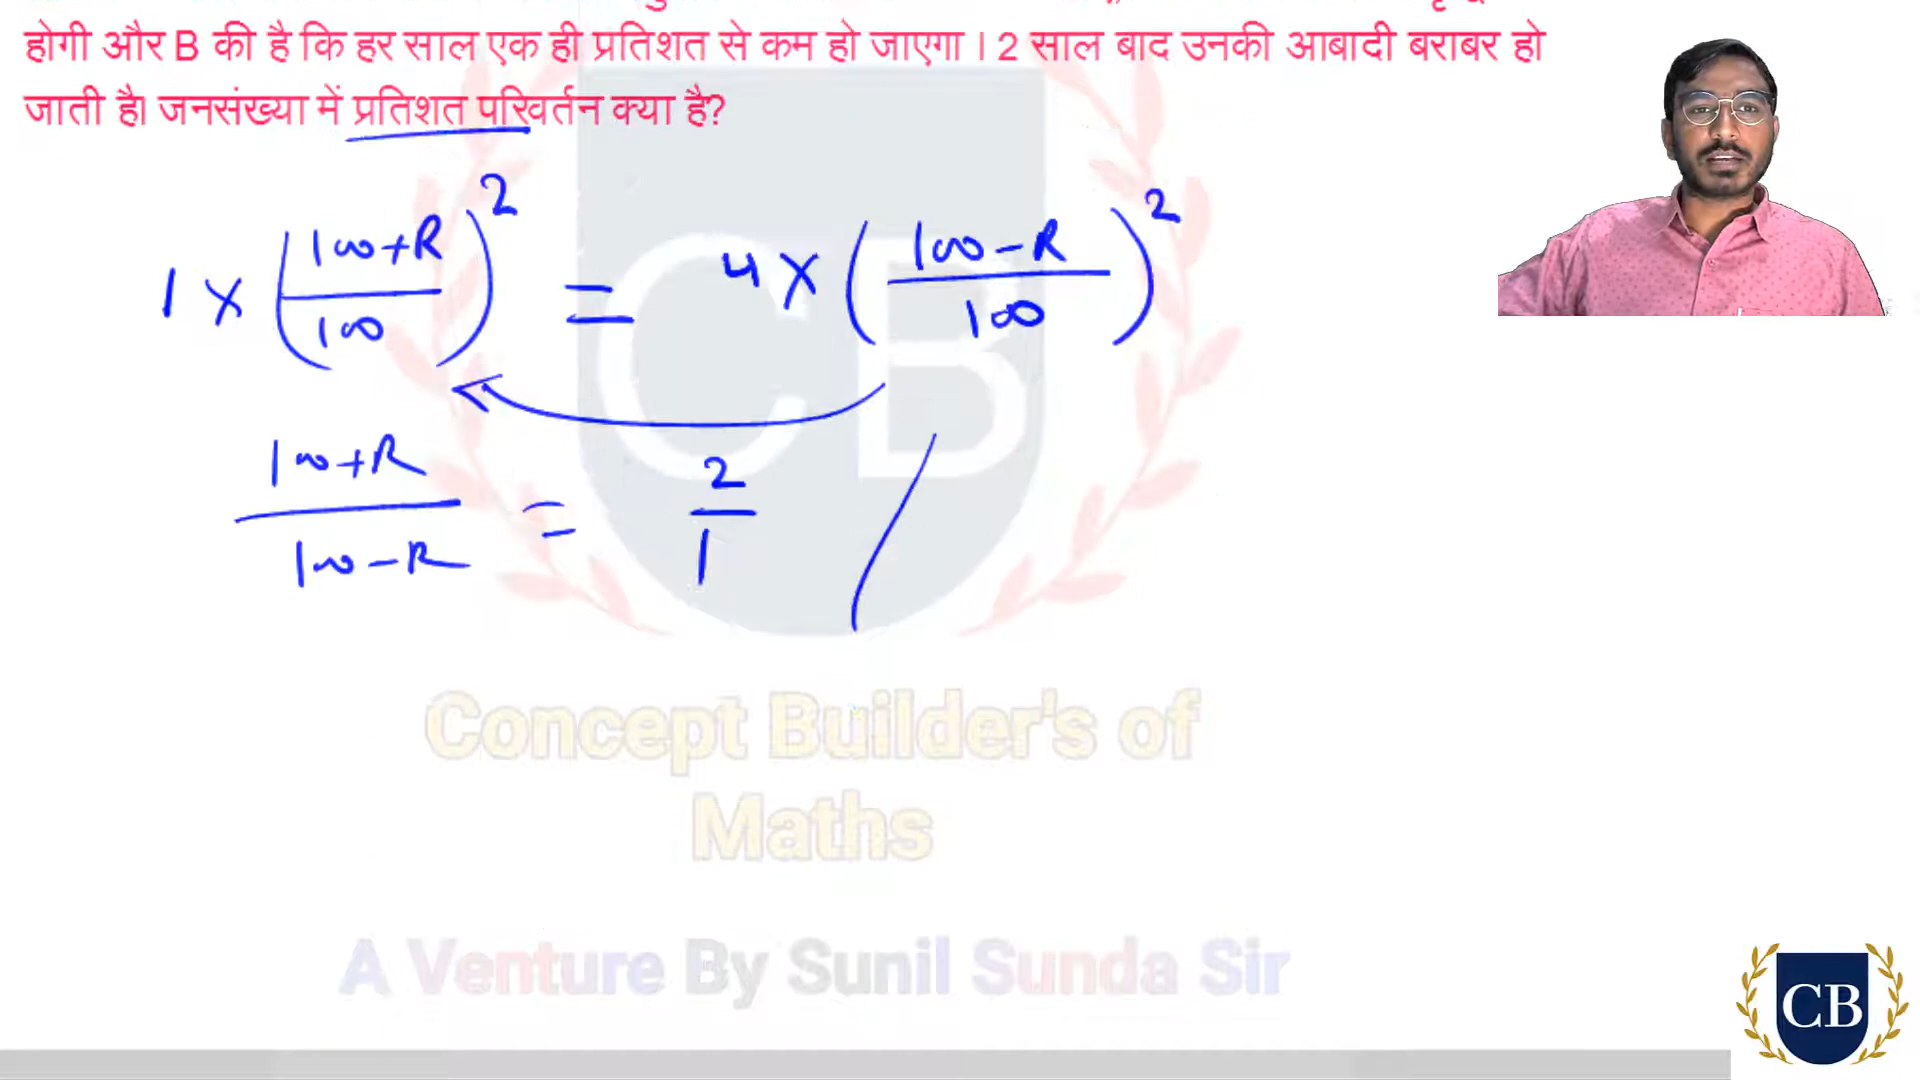 होगी और B की है कि हर साल एक ही प्रतिशत से कम हो जाएगा । 2 साल बाद उनकी आबादी बराबर हो
जाती है। जनसंख्या में प्रतिशत परिवर्तन क्या है?
1 × (100+R / 100)² = 4 × (100-R / 100)²
100+R / 100-R = 2 / 1
Concept Builder's of
Maths
A Venture By Sunil Sunda Sir
CB
CB